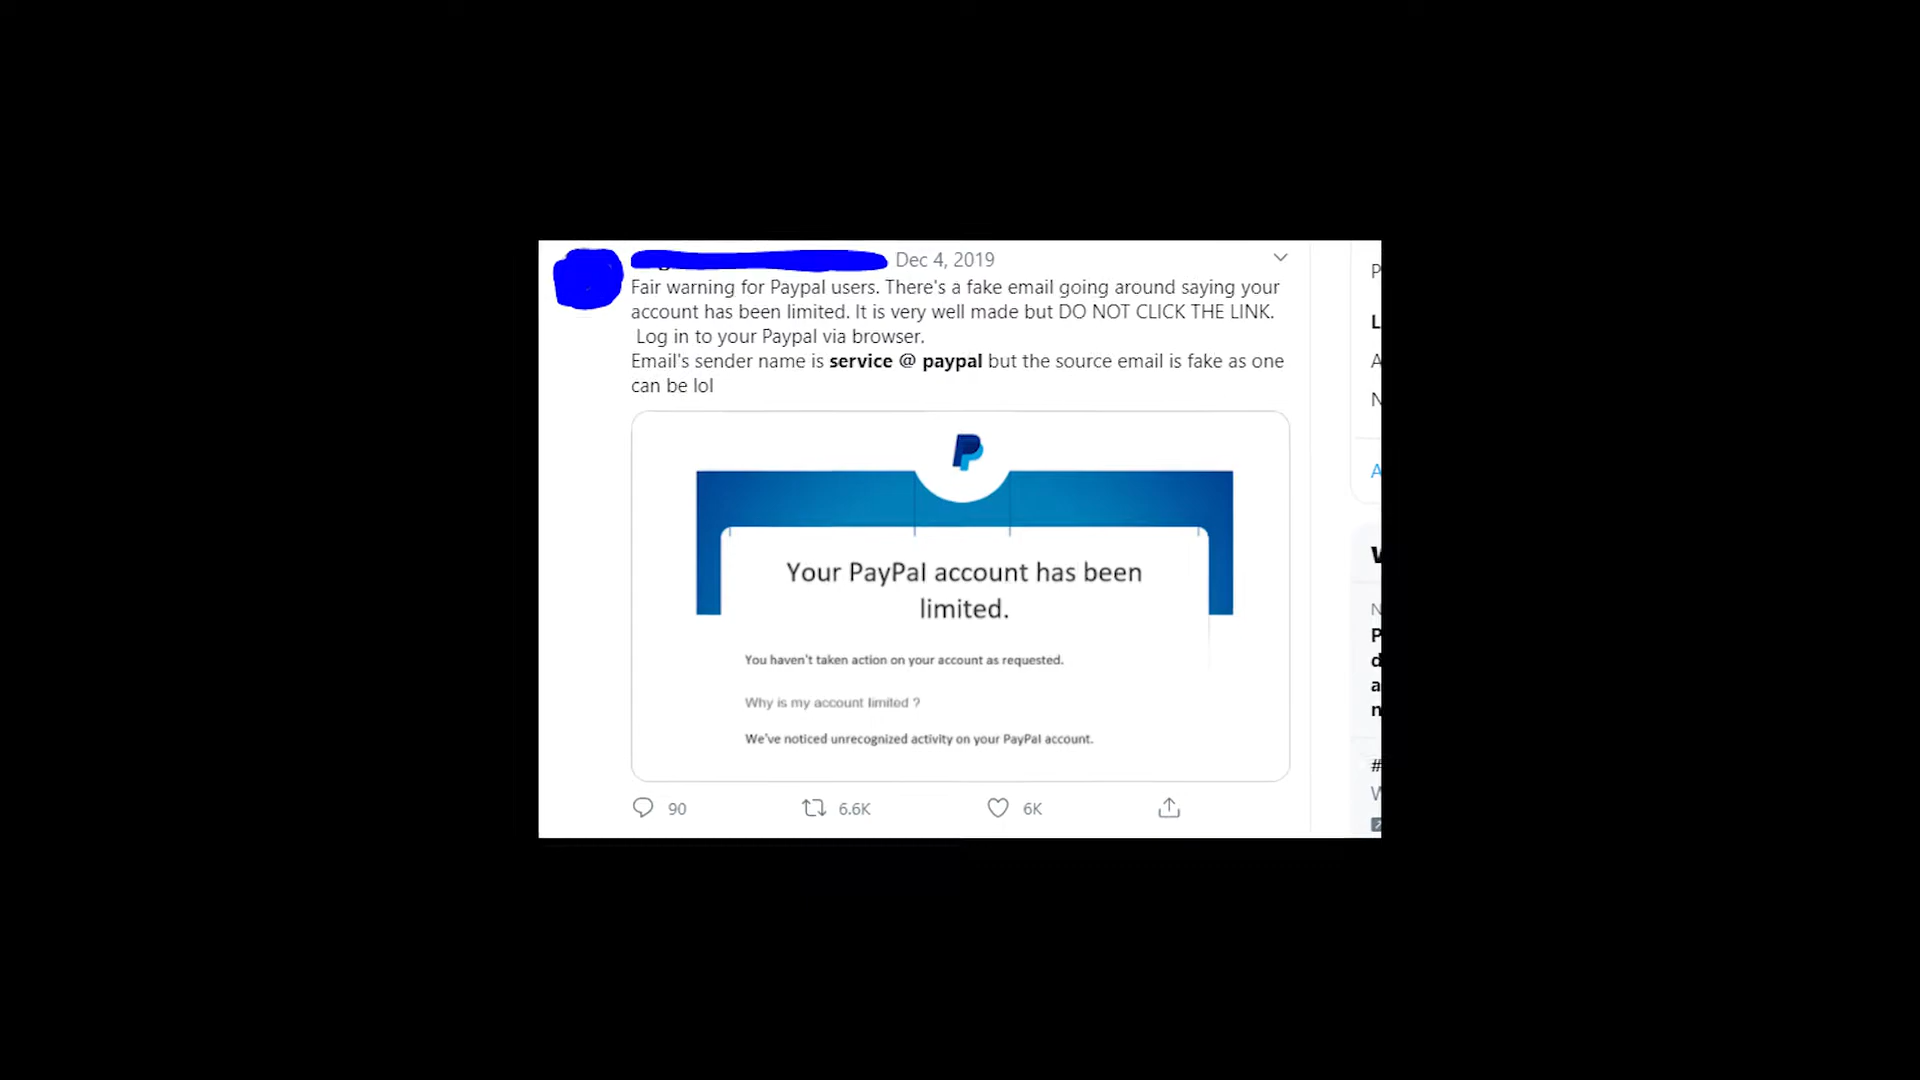 Dec 4, 2019
Fair warning for Paypal users. There's a fake email going around saying your
account has been limited. It is very well made but DO NOT CLICK THE LINK.
Log in to your Paypal via browser.
Email's sender name is service @ paypal but the source email is fake as one
can be lol
Your PayPal account has been
limited.
You haven't taken action on your account as requested.
Why is my account limited ?
We've noticed unrecognized activity on your PayPal account.
90 6.6K 6K